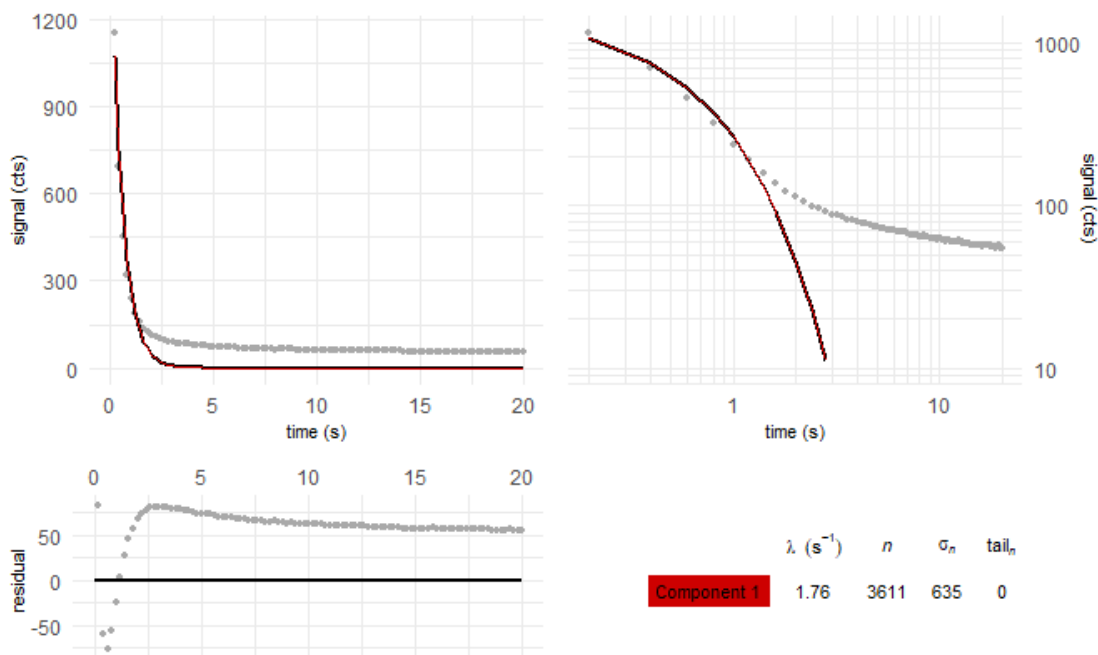 1200
900
600
300
0
signal (cts)
0 5 10 15 20
time (s)
1000
100
10
signal (cts)
1 10
time (s)
0 5 10 15 20
50
0
-50
residual
λ (s⁻¹) n σₙ tailₙ
Component 1 1.76 3611 635 0